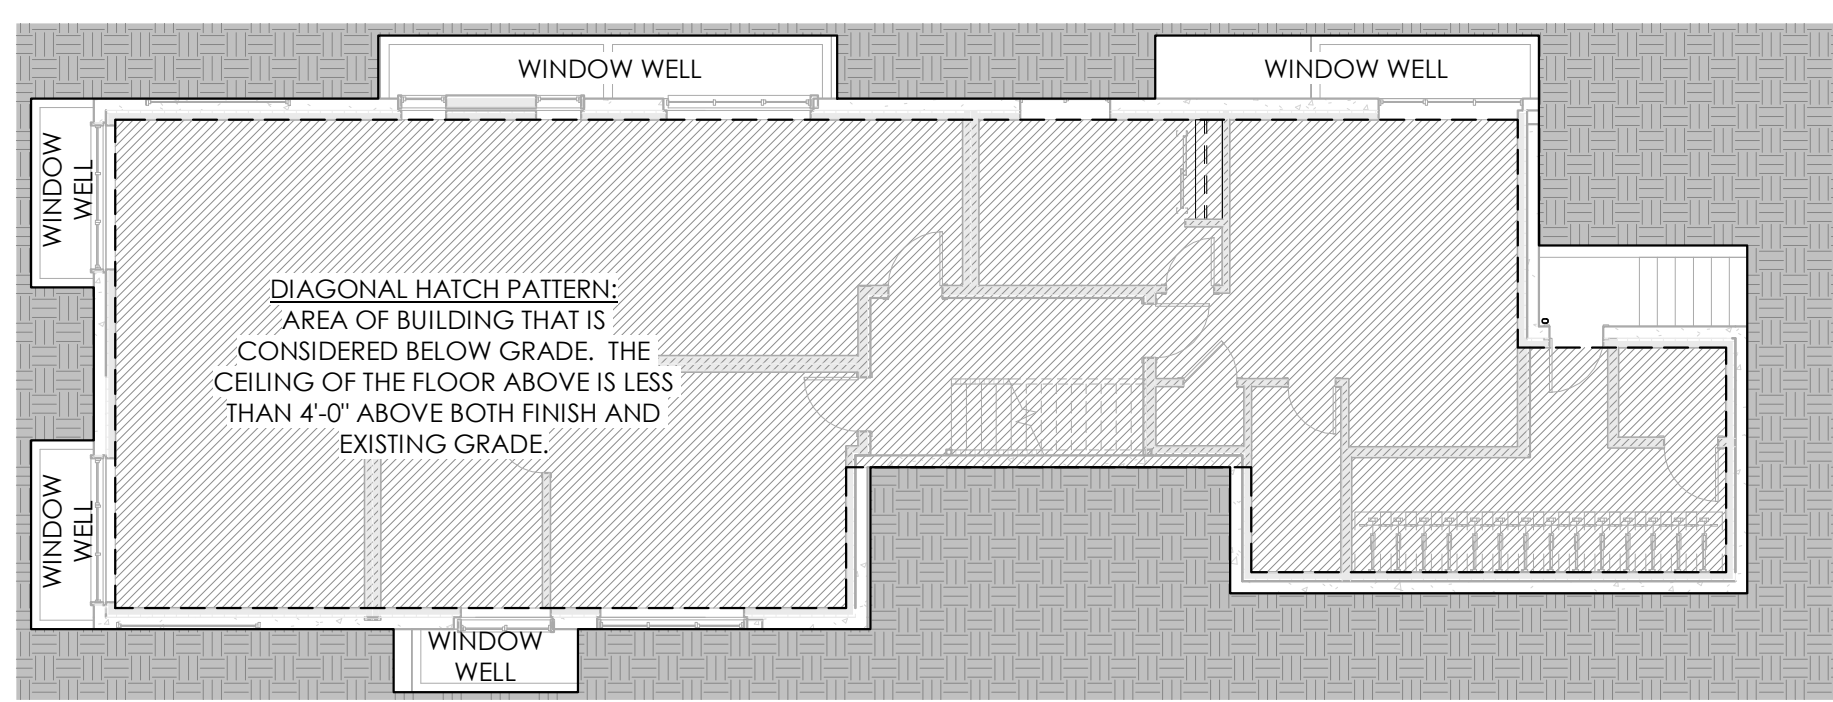 WINDOW WELL
WINDOW WELL
WINDOW
WELL
DIAGONAL HATCH PATTERN:
AREA OF BUILDING THAT IS
CONSIDERED BELOW GRADE. THE
CEILING OF THE FLOOR ABOVE IS LESS
THAN 4'-0" ABOVE BOTH FINISH AND
EXISTING GRADE.
WINDOW
WELL
WINDOW
WELL